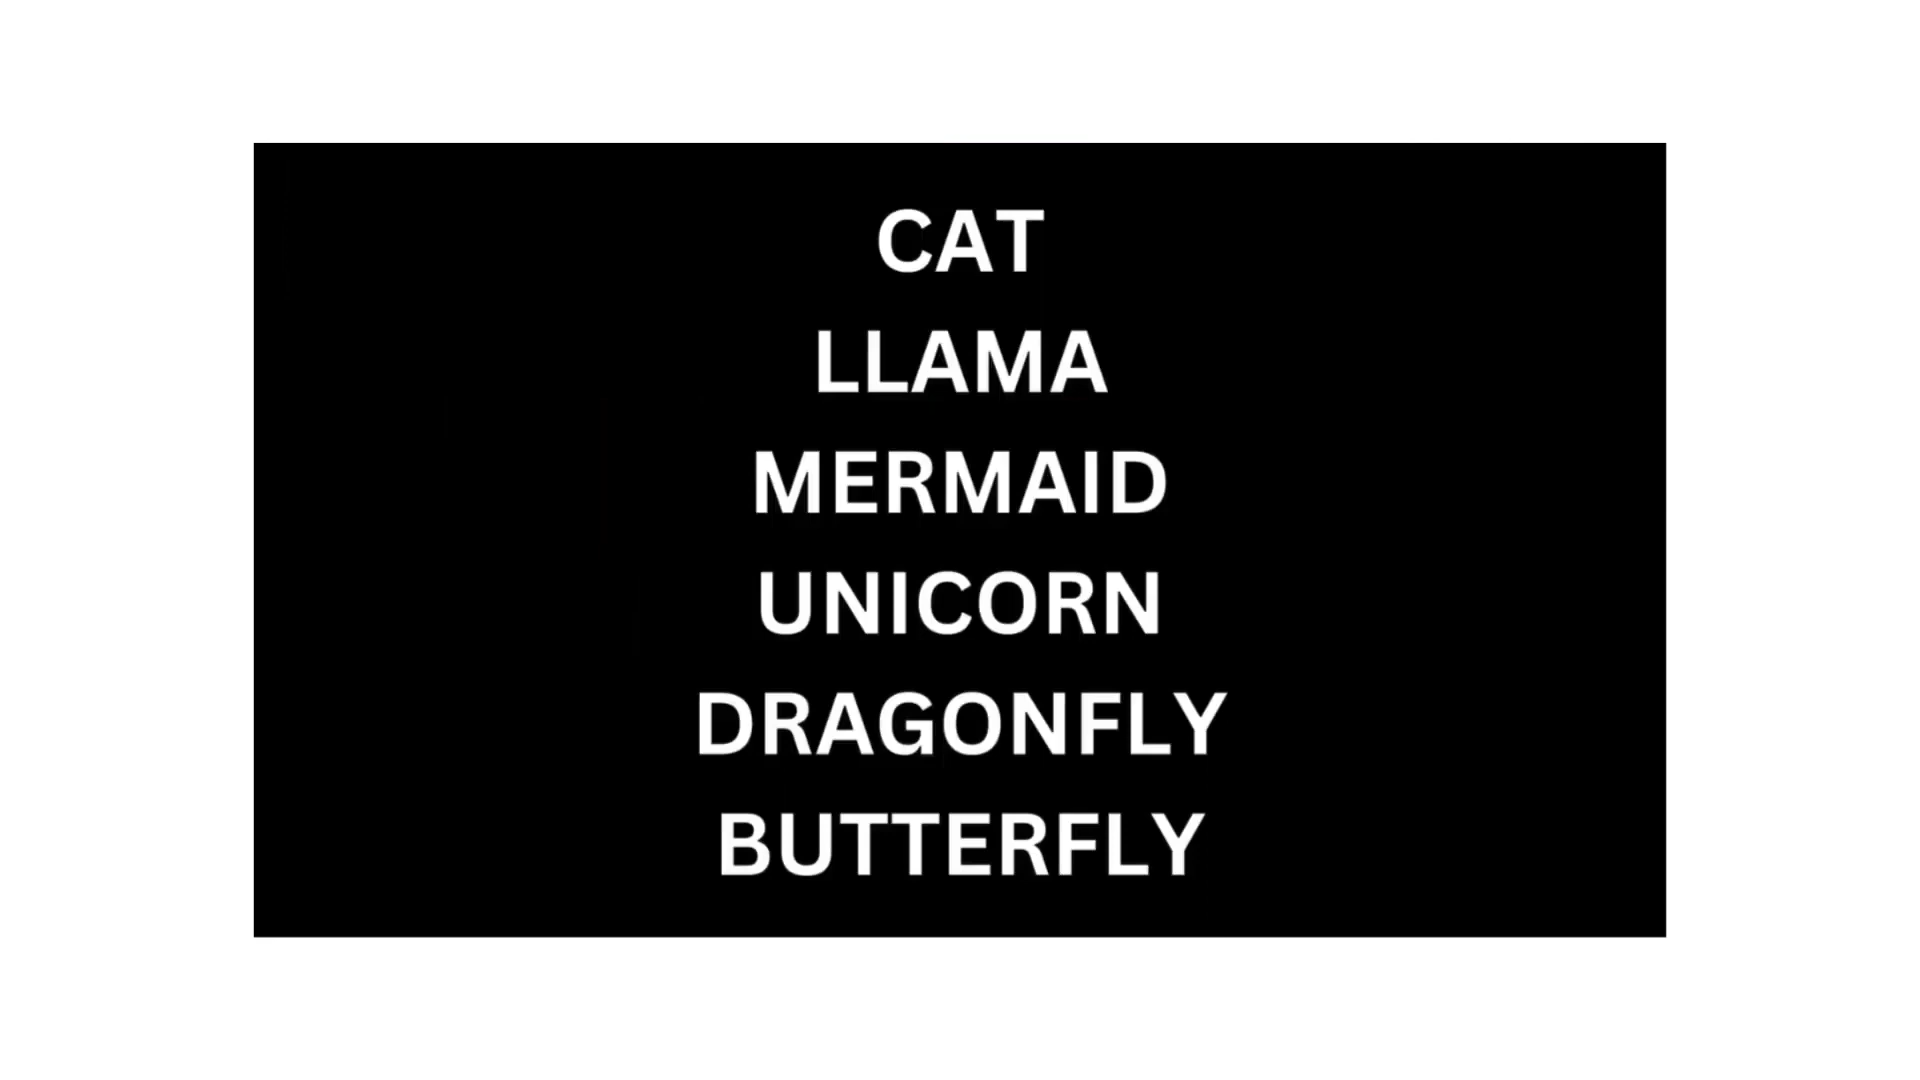 CAT
LLAMA
MERMAID
UNICORN
DRAGONFLY
BUTTERFLY